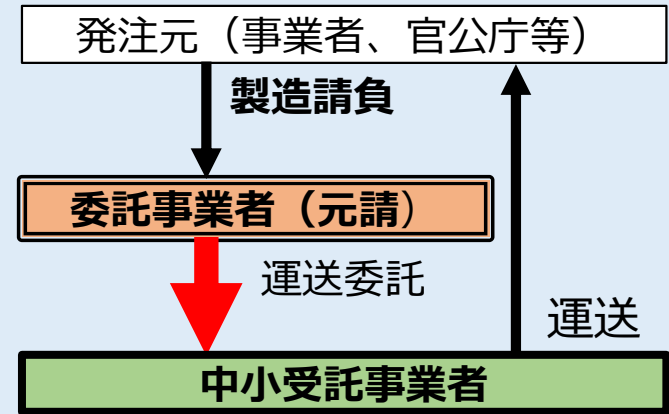 発注元（事業者、官公庁等）
製造請負
委託事業者（元請）
運送委託
運送
中小受託事業者